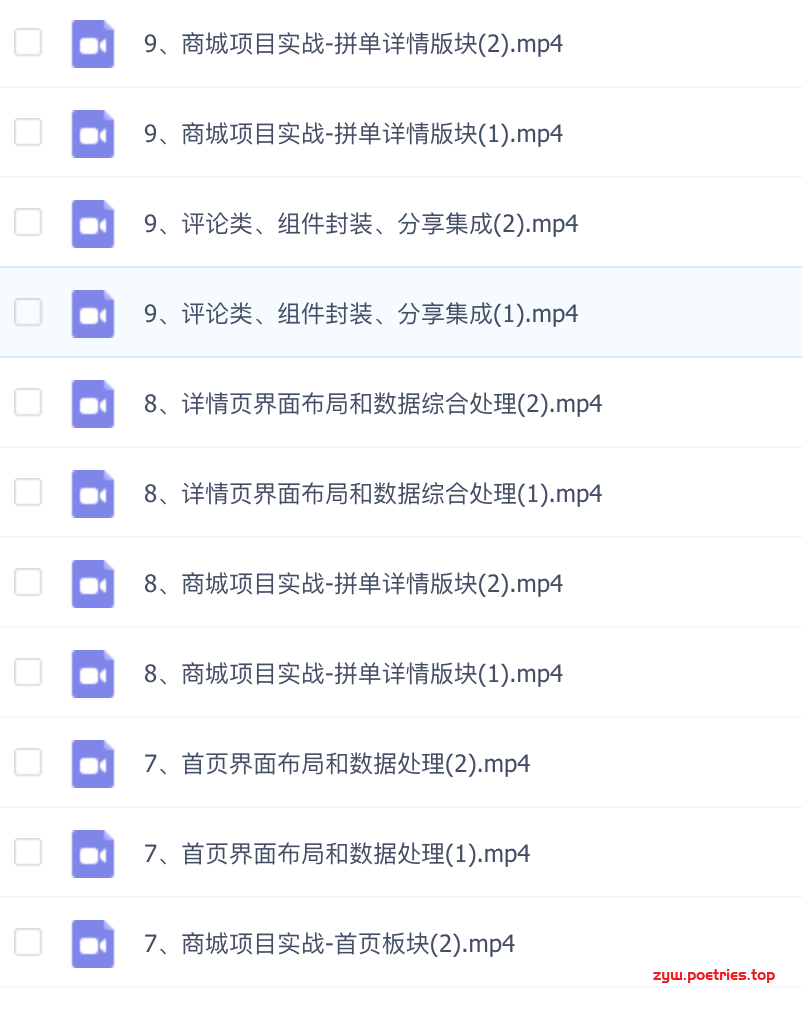 9、商城项目实战-拼单详情版块(2).mp4
9、商城项目实战-拼单详情版块(1).mp4
9、评论类、组件封装、分享集成(2).mp4
9、评论类、组件封装、分享集成(1).mp4
8、详情页界面布局和数据综合处理(2).mp4
8、详情页界面布局和数据综合处理(1).mp4
8、商城项目实战-拼单详情版块(2).mp4
8、商城项目实战-拼单详情版块(1).mp4
7、首页界面布局和数据处理(2).mp4
7、首页界面布局和数据处理(1).mp4
7、商城项目实战-首页板块(2).mp4
zyw.poetries.top